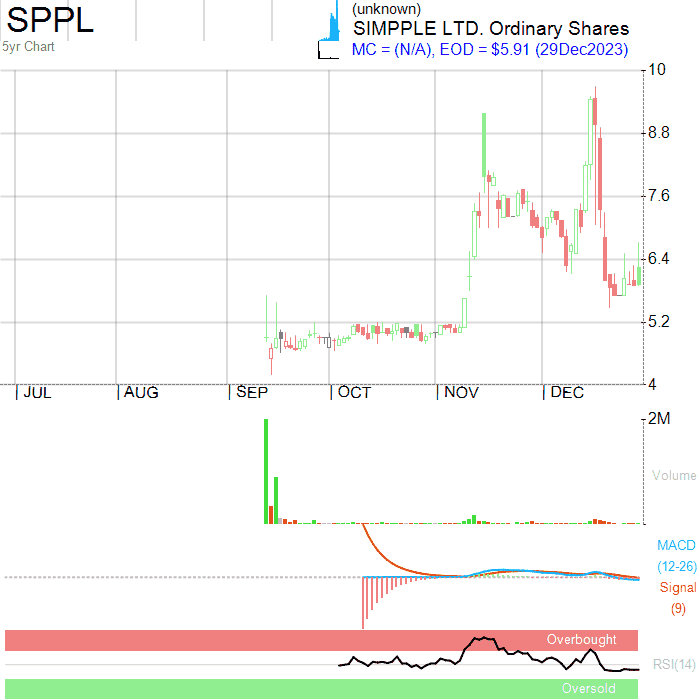 SPPL
(unknown)
SIMPPLE LTD. Ordinary Shares
5yr Chart
MC = (N/A), EOD = $5.91 (29Dec2023)
10
8.8
7.6
6.4
5.2
4
JUL
AUG
SEP
OCT
NOV
DEC
2M
Volume
MACD
(12-26)
Signal
(9)
Overbought
RSI(14)
Oversold